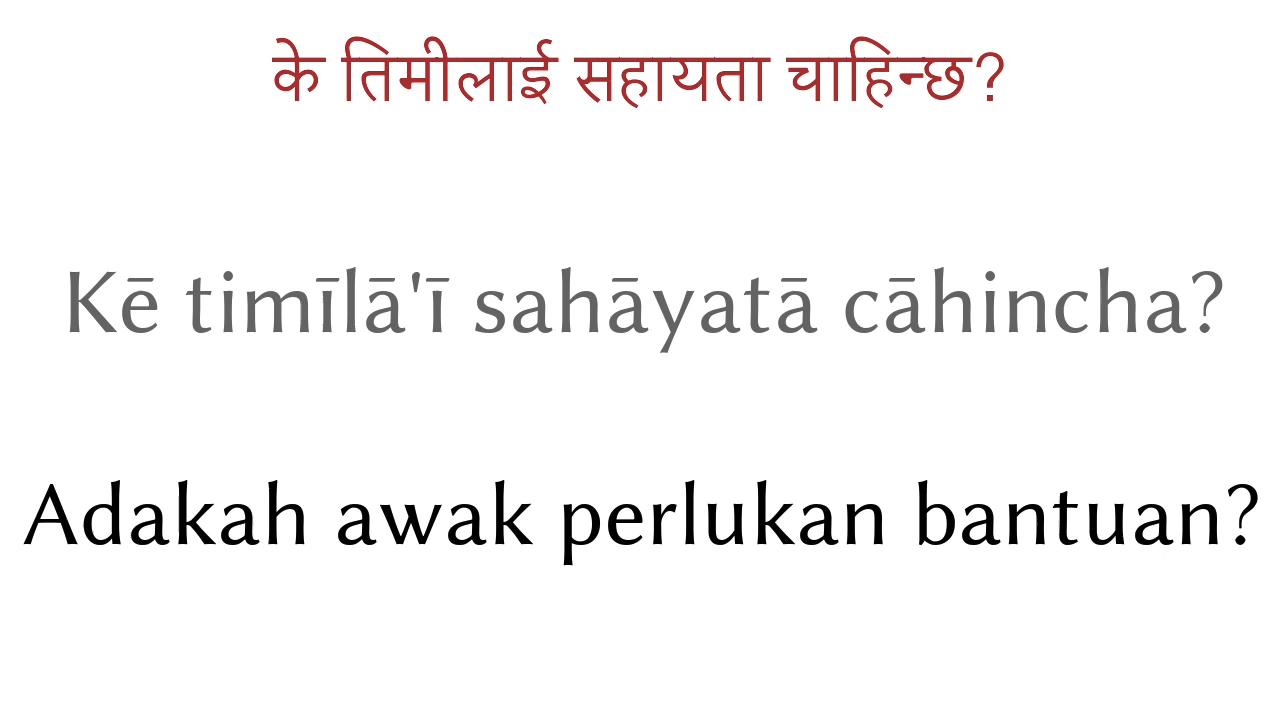 के तिमीलाई सहायता चाहिन्छ?
Kē timīlā'ī sahāyatā cāhincha?
Adakah awak perlukan bantuan?